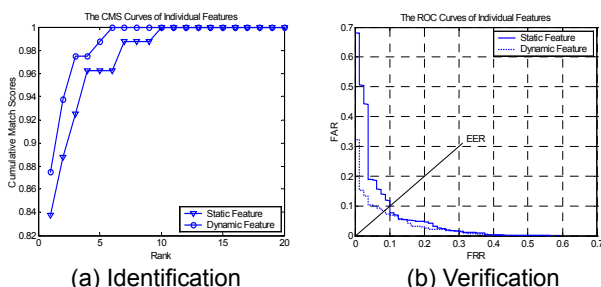 The CMS Curves of Individual Features
Cumulative Match Scores
1
0.98
0.96
0.94
0.92
0.9
0.88
0.86
0.84
0.82
0
5
10
15
20
Rank
Static Feature
Dynamic Feature
(a) Identification
The ROC Curves of Individual Features
FAR
0.7
0.6
0.5
0.4
0.3
0.2
0.1
0
0
0.1
0.2
0.3
0.4
0.5
0.6
0.7
FRR
Static Feature
Dynamic Feature
EER
(b) Verification